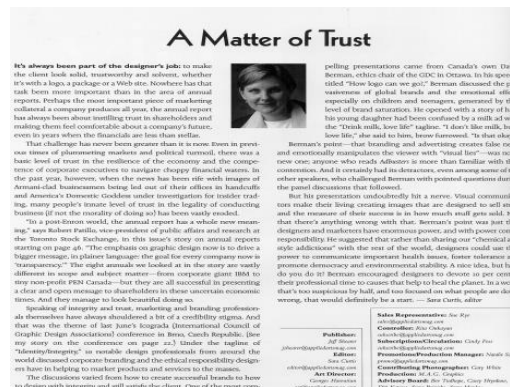 A Matter of Trust
It's always been part of the designer's job: to make
the client look solid, trustworthy and solvent, whether
it's with a logo, a package or a Web site. Nowhere has that
task been more important than in the area of annual
reports. Perhaps the most important piece of marketing
collateral a company produces all year, the annual report
has always been about instilling trust in shareholders and
making them feel comfortable about a company's future,
even in years when the financials are less than stellar.
That challenge has never been greater than it is now. Even in previ-
ous times of plummeting markets and political turmoil, there was a
basic level of trust in the resilience of the economy and the compe-
tence of corporate executives to navigate choppy financial waters. In
the past year, however, when the news has been rife with images of
Armani-clad businessmen being led out of their offices in handcuffs
and America's Domestic Goddess under investigation for insider trad-
ing, many people's innate level of trust in the legality of conducting
business (if not the morality of doing so) has been vastly eroded.
"In a post-Enron world, the annual report has a whole new mean-
ing," says Robert Patillo, vice-president of public affairs and research at
the Toronto Stock Exchange, in this issue's story on annual reports
starting on page 46. "The emphasis on graphic design now is to drive a
bigger message, in plainer language: the goal for every company now is
'transparency.'" The eight annuals we looked at in the story are vastly
different in scope and subject matter—from corporate giant IBM to
tiny non-profit PEN Canada—but they are all successful in presenting
a clear and open message to shareholders in these uncertain economic
times. And they manage to look beautiful doing so.
Speaking of integrity and trust, marketing and branding profession-
als themselves have always shouldered a bit of a credibility stigma. And
that was the theme of last June's Icograda (International Council of
Graphic Design Associations) conference in Brno, Czech Republic. (See
my story on the conference on page 22.) Under the tagline of
"Identity/Integrity," 10 notable design professionals from around the
world discussed corporate branding and the ethical responsibility design-
ers have in helping to market products and services to the masses.
The discussions varied from how to create successful brands to how
pelling presentations came from Canada's own
Berman, ethics chair of the GDC in Ottawa. In his
titled "How logo can we go?," Berman discussed the
vasiveness of global brands and the emotional
especially on children and teenagers, generated by
level of brand saturation. He opened with a story of
his young daughter had been confused by a milk ad
the "Drink milk, love life" tagline. "I don't like milk,
love life," she said to him, brow furrowed. "Is that
Berman's point—that branding and advertising creates false
and emotionally manipulates the viewer with "visual lies"—was
new one; anyone who reads Adbusters is more than familiar with
contention. And it certainly had its detractors, even among some of
other speakers, who challenged Berman with pointed questions
the panel discussions that followed.
But his presentation undoubtedly hit a nerve. Visual
tors make their living creating images that are designed to sell
and the measure of their success is in how much stuff gets sold.
that there's anything wrong with that. Berman's point was just
designers and marketers have enormous power, and with power
responsibility. He suggested that rather than sharing our "chemical
style addictions" with the rest of the world, designers could use
power to communicate important health issues, foster tolerance
promote democracy and environmental stability. A nice idea, but
do you do it? Berman encouraged designers to devote 10 per cent
their professional time to causes that help to heal the planet. In a
that's too suspicious by half, and too focused on what people are
wrong, that would definitely be a start. — Sara Curtis, editor
Publisher:
Editor:
Sara Curtis
Art Director:
Sales Representative:
Controller:
Subscriptions/Circulation:
Promotions/Production Manager:
Contributing Photographer:
Production: M.A.G. Graphics
Advisory Board: